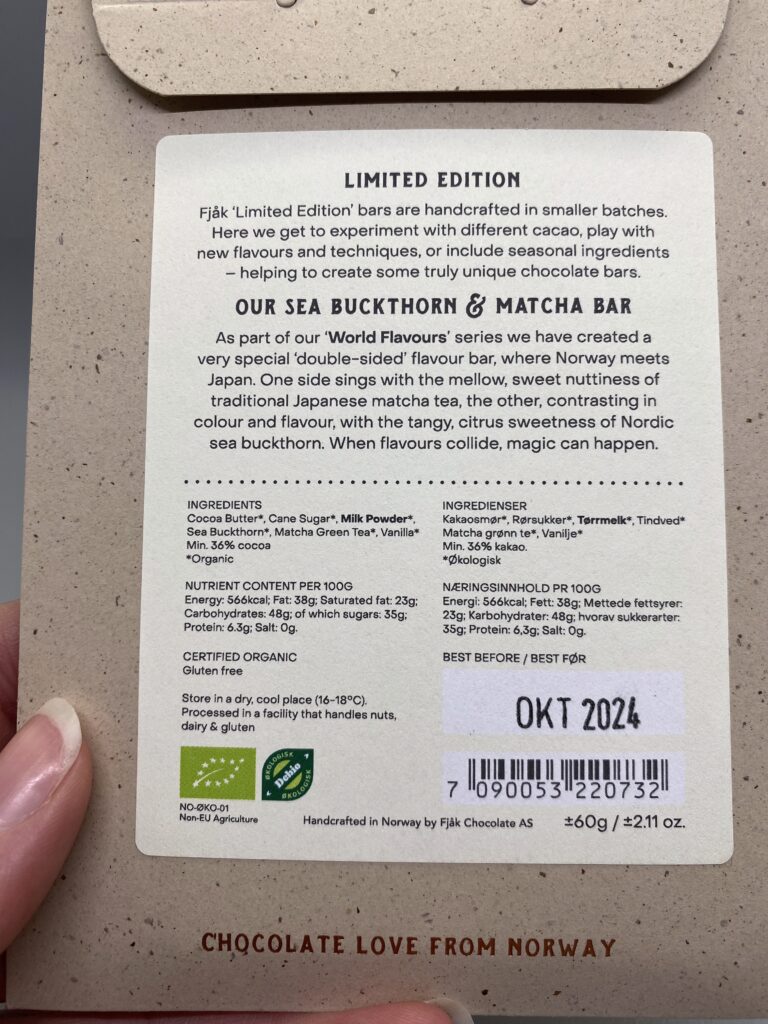 LIMITED EDITION
Fjåk ‘Limited Edition’ bars are handcrafted in smaller batches.
Here we get to experiment with different cacao, play with
new flavours and techniques, or include seasonal ingredients
– helping to create some truly unique chocolate bars.
OUR SEA BUCKTHORN & MATCHA BAR
As part of our ‘World Flavours’ series we have created a
very special ‘double-sided’ flavour bar, where Norway meets
Japan. One side sings with the mellow, sweet nuttiness of
traditional Japanese matcha tea, the other, contrasting in
colour and flavour, with the tangy, citrus sweetness of Nordic
sea buckthorn. When flavours collide, magic can happen.
INGREDIENTS
Cocoa Butter*, Cane Sugar*, Milk Powder*,
Sea Buckthorn*, Matcha Green Tea*, Vanilla*
Min. 36% cocoa
*Organic
NUTRIENT CONTENT PER 100G
Energy: 566kcal; Fat: 38g; Saturated fat: 23g;
Carbohydrates: 48g; of which sugars: 35g;
Protein: 6.3g; Salt: 0g.
CERTIFIED ORGANIC
Gluten free
Store in a dry, cool place (16-18ºC).
Processed in a facility that handles nuts,
dairy & gluten
INGREDIENSER
Kakaosmør*, Rørsukker*, Tørrmelk*, Tindved*
Matcha grønn te*, Vanilje*
Min. 36% kakao.
*Økologisk
NÆRINGSINNHOLD PR 100G
Energi: 566kcal; Fett: 38g; Mettede fettsyrer:
23g; Karbohydrater: 48g; hvorav sukkerarter:
35g; Protein: 6,3g; Salt: 0g.
BEST BEFORE / BEST FØR
OKT 2024
ØKOLOGISK
Debio
ØKOLOGISK
7 090053 220732
NO-ØKO-01
Non-EU Agriculture
Handcrafted in Norway by Fjåk Chocolate AS
±60g / ±2.11 oz.
CHOCOLATE LOVE FROM NORWAY